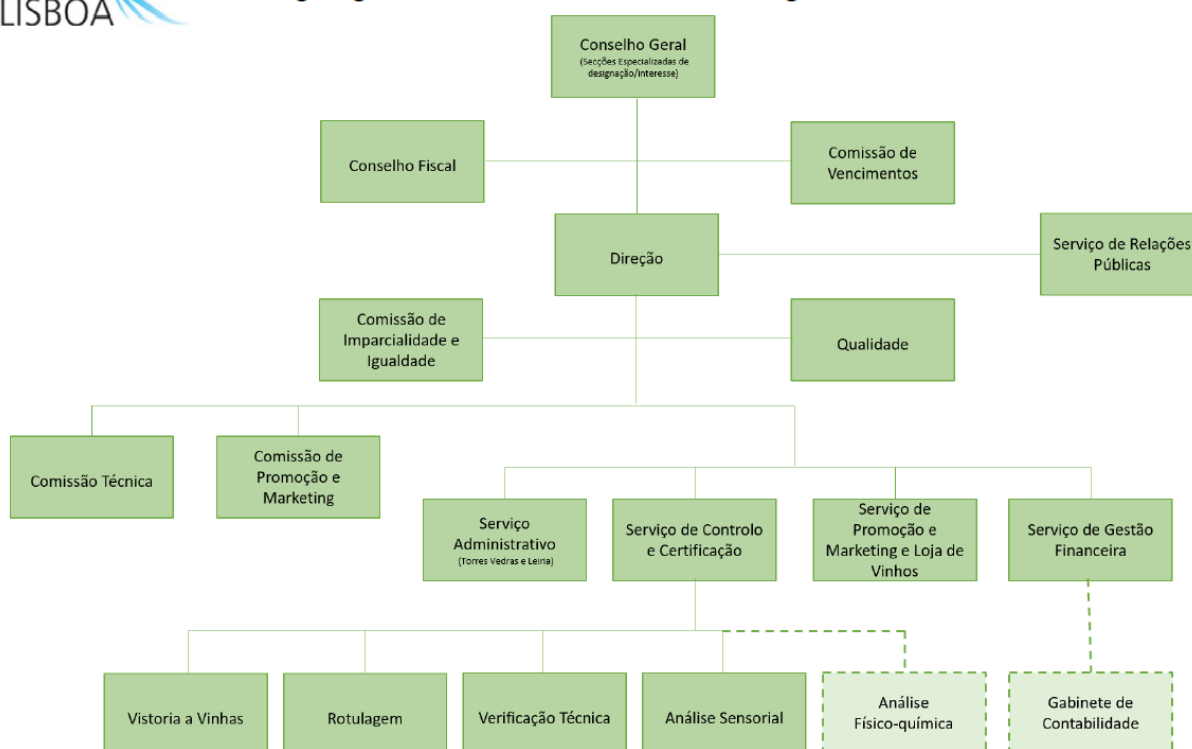 LISBOA
Conselho Geral
(Secções Especializadas de
designação/interesse)
Conselho Fiscal
Comissão de
Vencimentos
Direção
Serviço de Relações
Públicas
Comissão de
Imparcialidade e
Igualdade
Qualidade
Comissão Técnica
Comissão de
Promoção e
Marketing
Serviço
Administrativo
(Torres Vedras e Leiria)
Serviço de Controlo
e Certificação
Serviço de
Promoção e
Marketing e Loja de
Vinhos
Serviço de Gestão
Financeira
Vistoria a Vinhas
Rotulagem
Verificação Técnica
Análise Sensorial
Análise
Físico-química
Gabinete de
Contabilidade